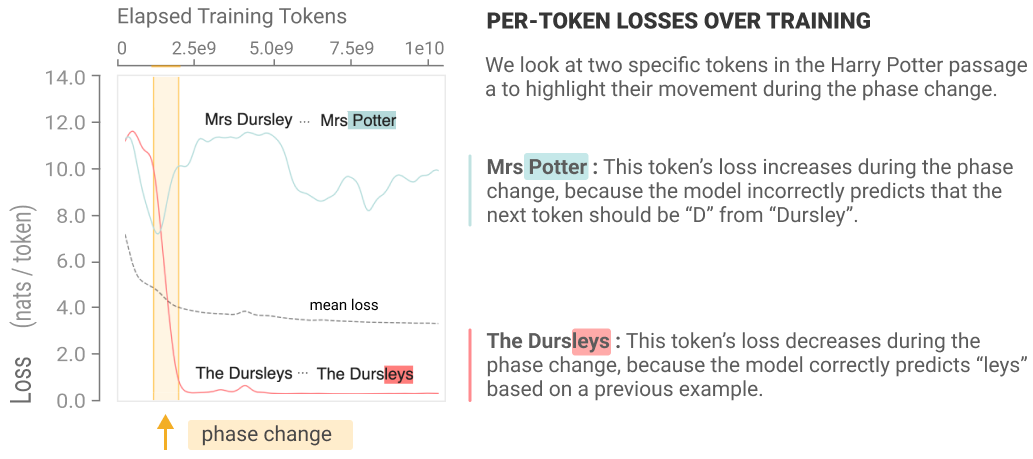 Elapsed Training Tokens
0 2.5e9 5.0e9 7.5e9 1e10
14.0
12.0
10.0
8.0
6.0
4.0
2.0
0.0
Loss (nats / token)
Mrs Dursley ··· Mrs Potter
mean loss
The Dursleys ··· The Dursleys
phase change
PER-TOKEN LOSSES OVER TRAINING
We look at two specific tokens in the Harry Potter passage
a to highlight their movement during the phase change.
Mrs Potter : This token’s loss increases during the phase
change, because the model incorrectly predicts that the
next token should be “D” from “Dursley”.
The Dursleys : This token’s loss decreases during the
phase change, because the model correctly predicts “leys”
based on a previous example.